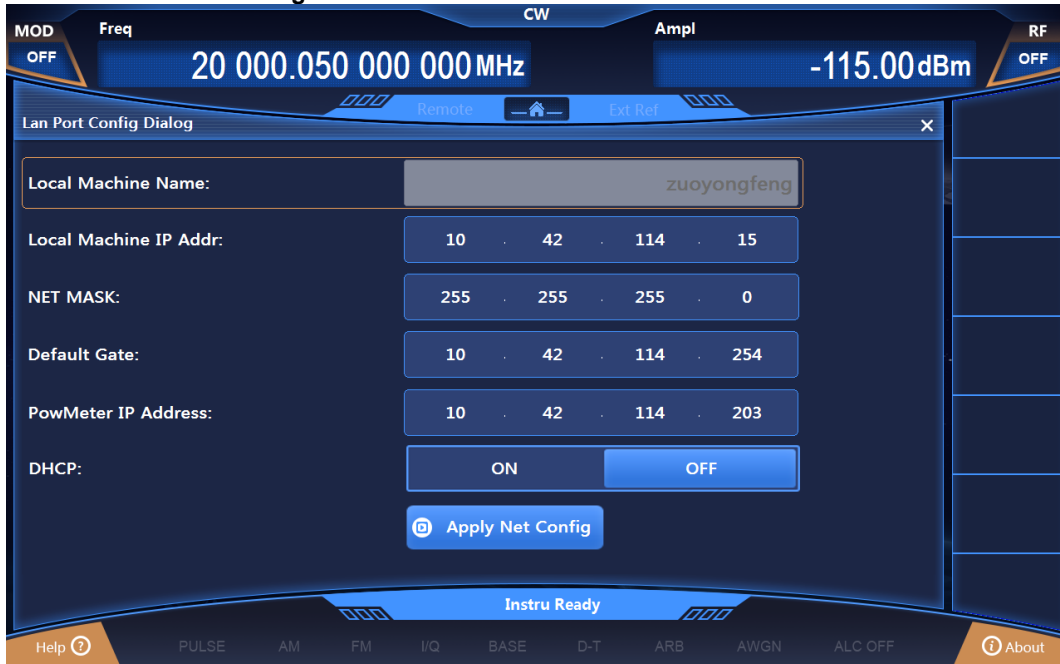 CW
MOD Freq Ampl RF
OFF 20 000.050 000 000 MHz -115.00 dBm OFF
Remote Ext Ref
Lan Port Config Dialog ×
Local Machine Name: zuoyongfeng
Local Machine IP Addr: 10 . 42 . 114 . 15
NET MASK: 255 . 255 . 255 . 0
Default Gate: 10 . 42 . 114 . 254
PowMeter IP Address: 10 . 42 . 114 . 203
DHCP: ON OFF
Apply Net Config
Instru Ready
Help ? PULSE AM FM I/Q BASE D-T ARB AWGN ALC OFF i About